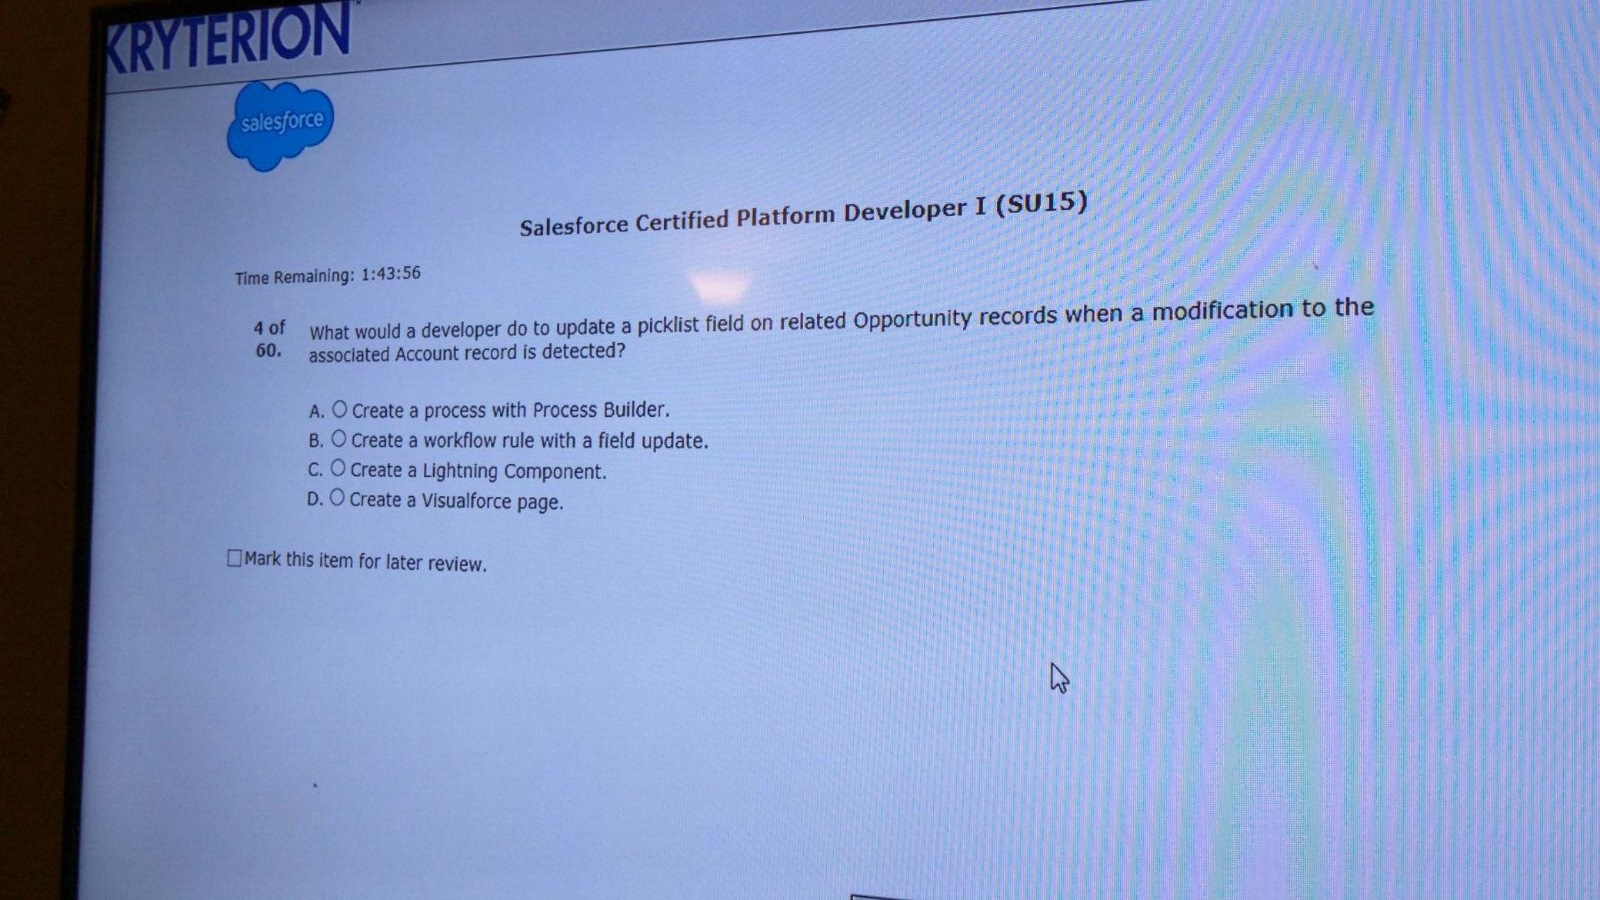 KRYTERION
salesforce
Salesforce Certified Platform Developer I (SU15)
Time Remaining: 1:43:56
4 of 60. What would a developer do to update a picklist field on related Opportunity records when a modification to the
associated Account record is detected?
A. Create a process with Process Builder.
B. Create a workflow rule with a field update.
C. Create a Lightning Component.
D. Create a Visualforce page.
Mark this item for later review.